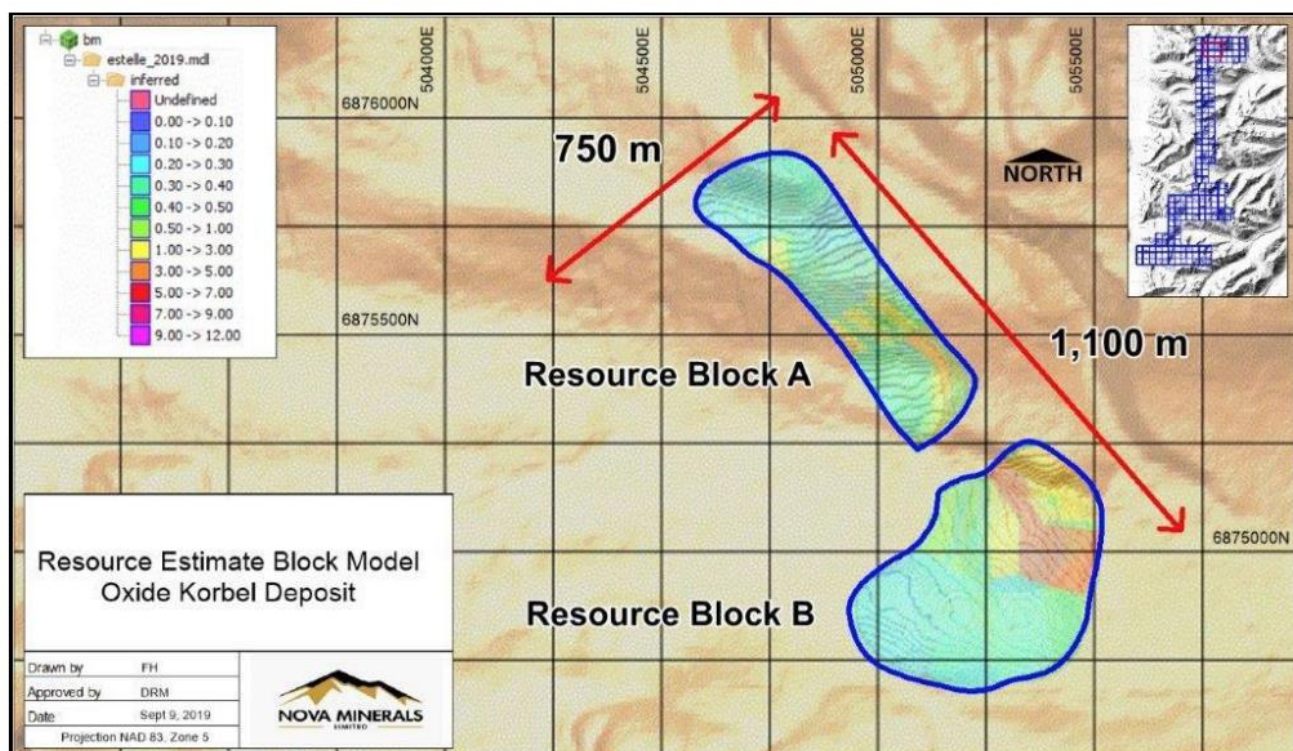 bm
estelle_2019.mdl
inferred
Undefined
0.00 -> 0.10
0.10 -> 0.20
0.20 -> 0.30
0.30 -> 0.40
0.40 -> 0.50
0.50 -> 1.00
1.00 -> 3.00
3.00 -> 5.00
5.00 -> 7.00
7.00 -> 9.00
9.00 -> 12.00
504000E
504500E
505000E
505500E
6876000N
6875500N
6875000N
750 m
NORTH
1,100 m
Resource Block A
Resource Block B
Resource Estimate Block Model
Oxide Korbel Deposit
Drawn by FH
Approved by DRM
Date Sept 9, 2019
Projection NAD 83, Zone 5
NOVA MINERALS
LIMITED